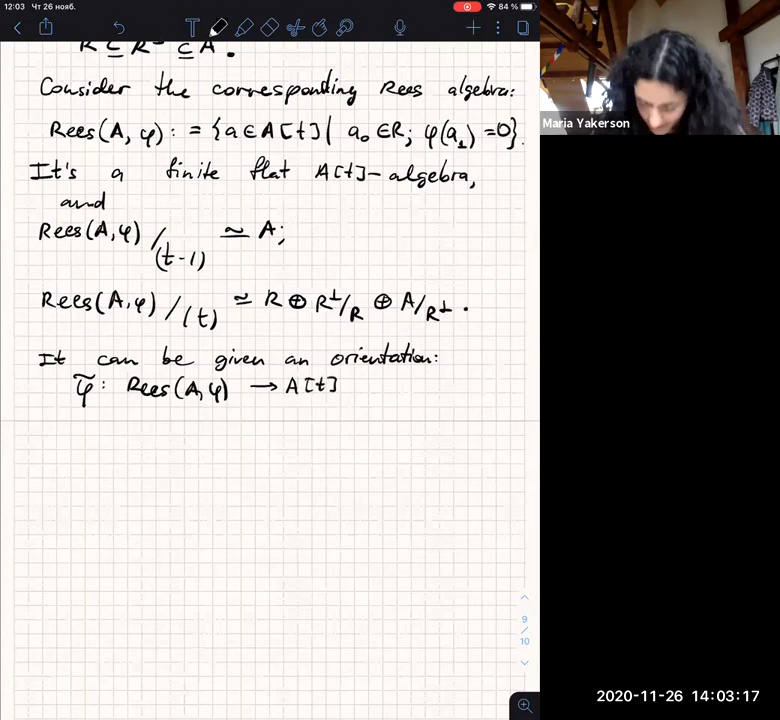 12:03 Чт 26 нояб.
84 %
R ⊆ R⊥ ⊆ A.
Consider the corresponding Rees algebra:
Rees(A, φ) : = {a ∈ A[t] | a₀ ∈ R; φ(a₁) = 0}.
It's a finite flat A[t]-algebra,
and
Rees(A,φ)/(t-1) ≃ A;
Rees(A,φ)/(t) ≃ R ⊕ R⊥/R ⊕ A/R⊥.
It can be given an orientation:
φ̃ : Rees(A,φ) → A[t]
9
/
10
Maria Yakerson
2020-11-26 14:03:17